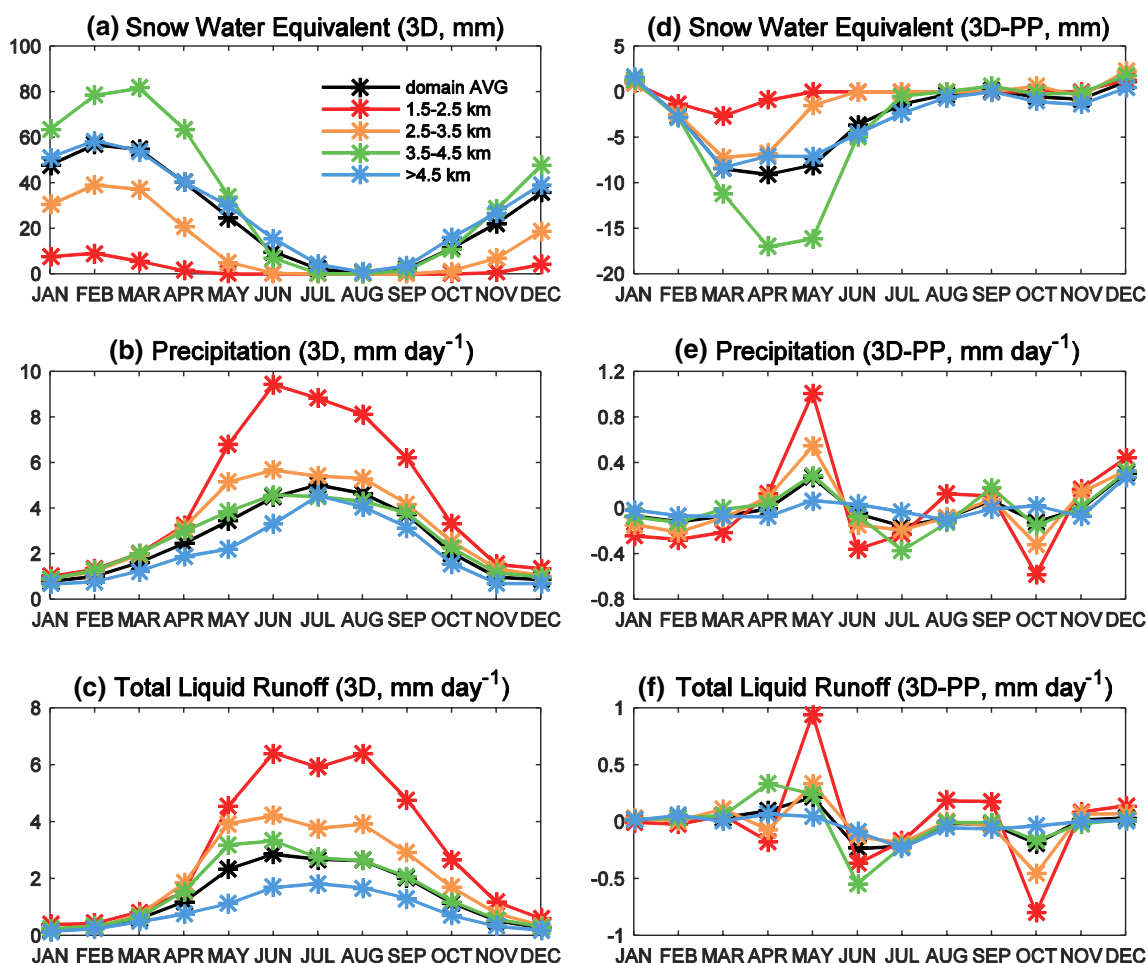 (a) Snow Water Equivalent (3D, mm)
100
80
60
40
20
0
domain AVG
1.5-2.5 km
2.5-3.5 km
3.5-4.5 km
>4.5 km
JAN FEB MAR APR MAY JUN JUL AUG SEP OCT NOV DEC
(d) Snow Water Equivalent (3D-PP, mm)
5
0
-5
-10
-15
-20
JAN FEB MAR APR MAY JUN JUL AUG SEP OCT NOV DEC
(b) Precipitation (3D, mm day⁻¹)
10
8
6
4
2
0
JAN FEB MAR APR MAY JUN JUL AUG SEP OCT NOV DEC
(e) Precipitation (3D-PP, mm day⁻¹)
1.2
0.8
0.4
0
-0.4
-0.8
JAN FEB MAR APR MAY JUN JUL AUG SEP OCT NOV DEC
(c) Total Liquid Runoff (3D, mm day⁻¹)
8
6
4
2
0
JAN FEB MAR APR MAY JUN JUL AUG SEP OCT NOV DEC
(f) Total Liquid Runoff (3D-PP, mm day⁻¹)
1
0.5
0
-0.5
-1
JAN FEB MAR APR MAY JUN JUL AUG SEP OCT NOV DEC